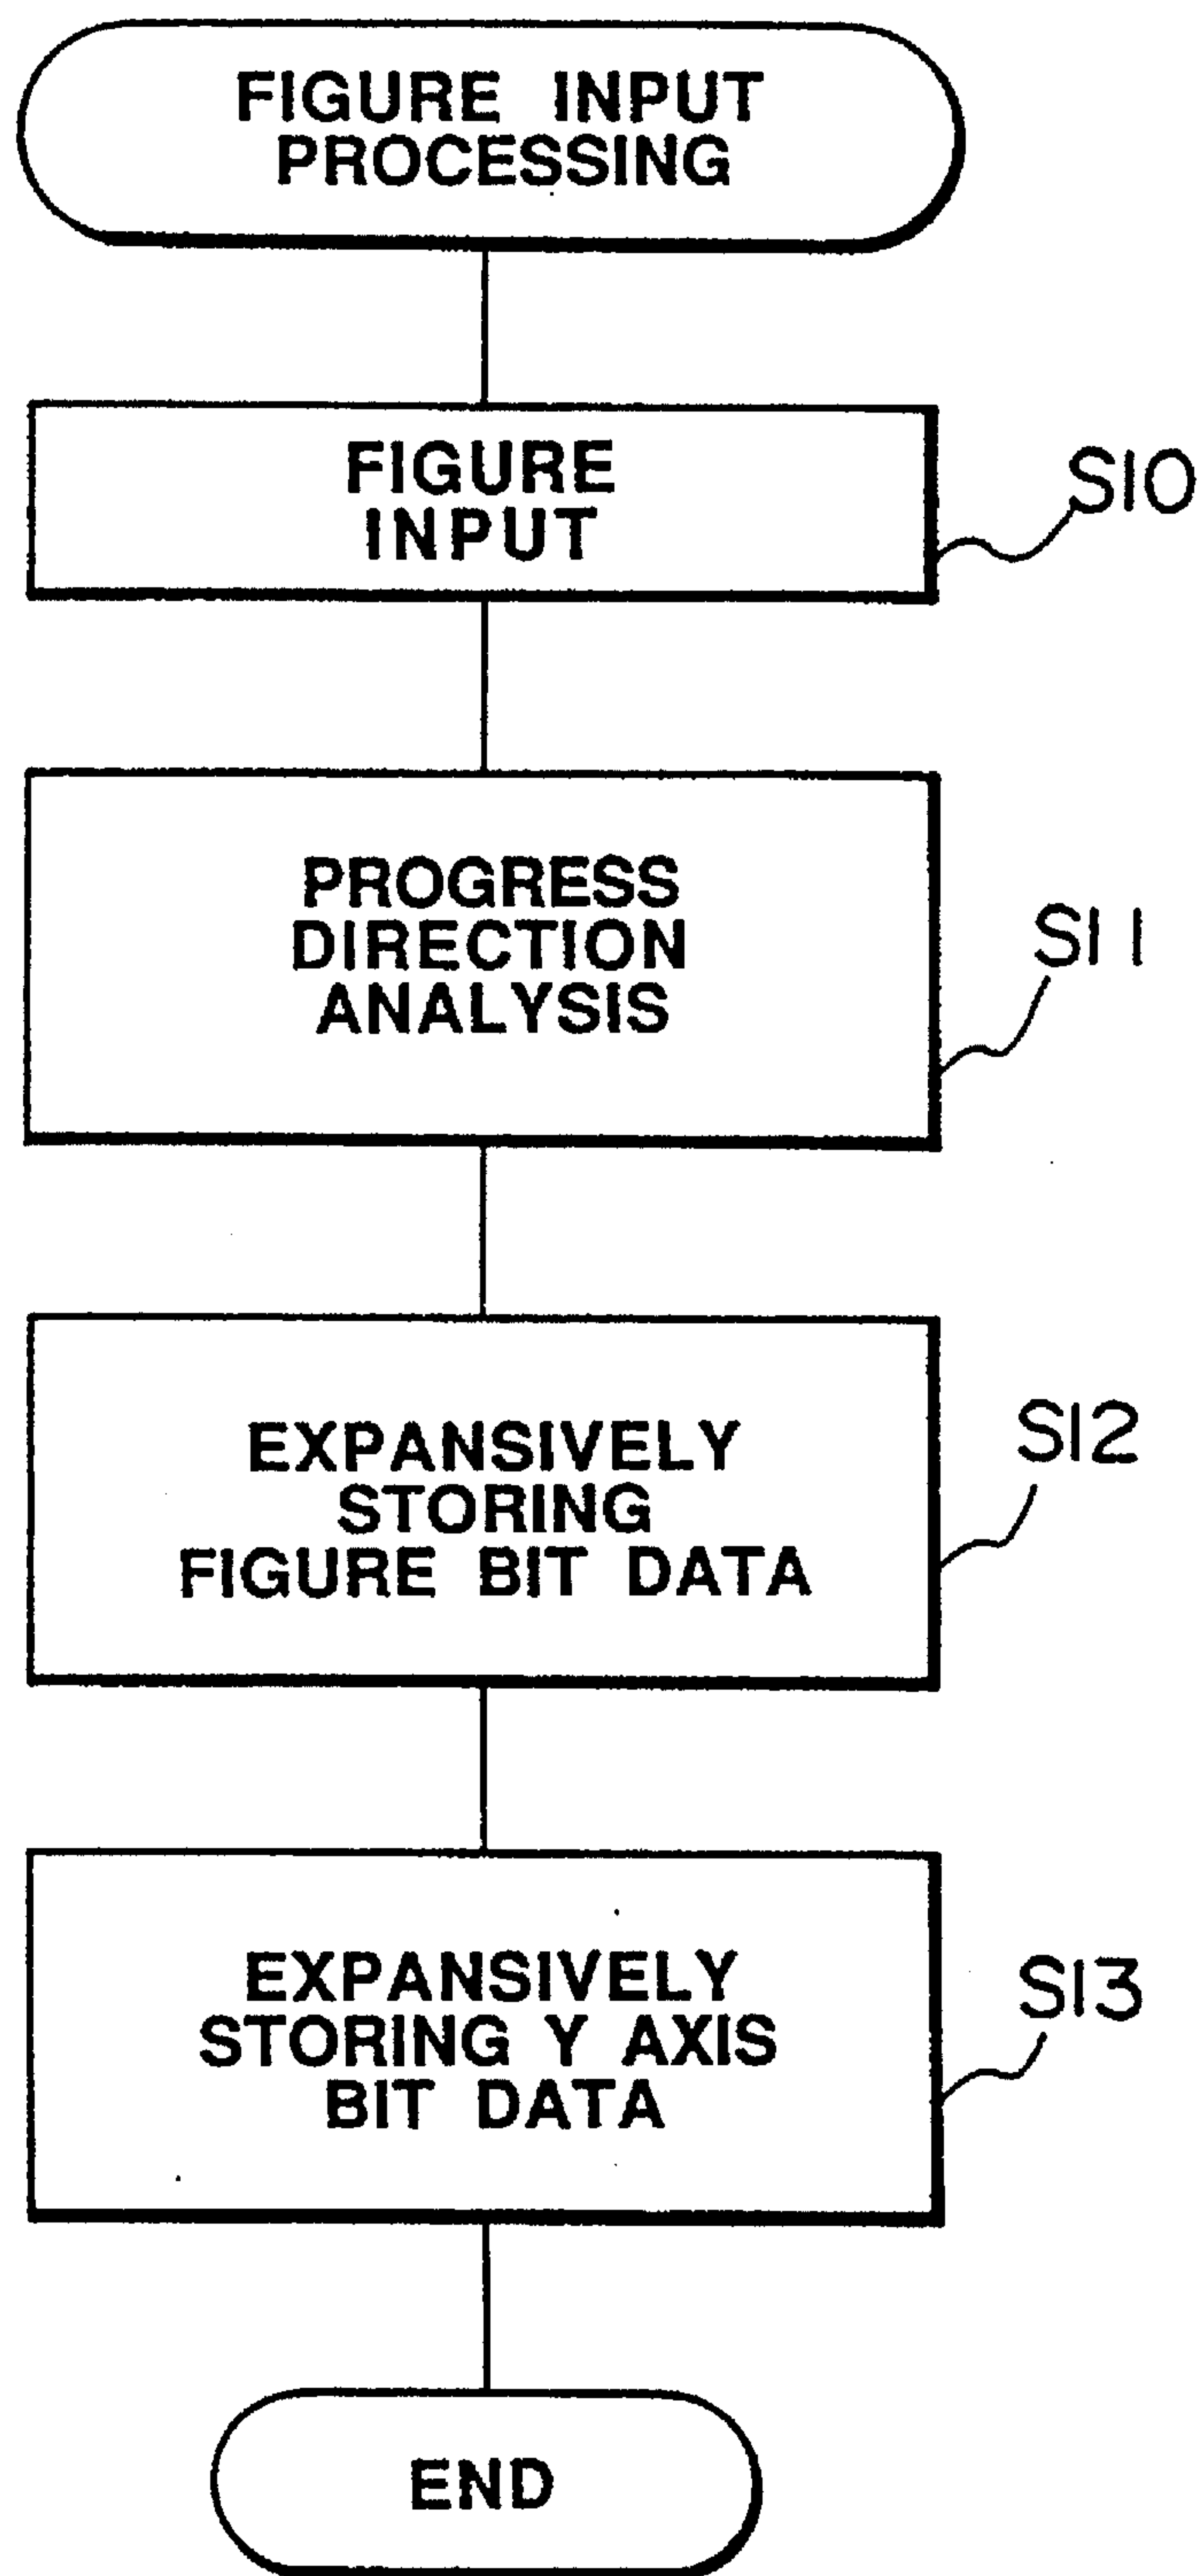 FIGURE INPUT
PROCESSING
FIGURE
INPUT
S10
PROGRESS
DIRECTION
ANALYSIS
S11
EXPANSIVELY
STORING
FIGURE BIT DATA
S12
EXPANSIVELY
STORING Y AXIS
BIT DATA
S13
END